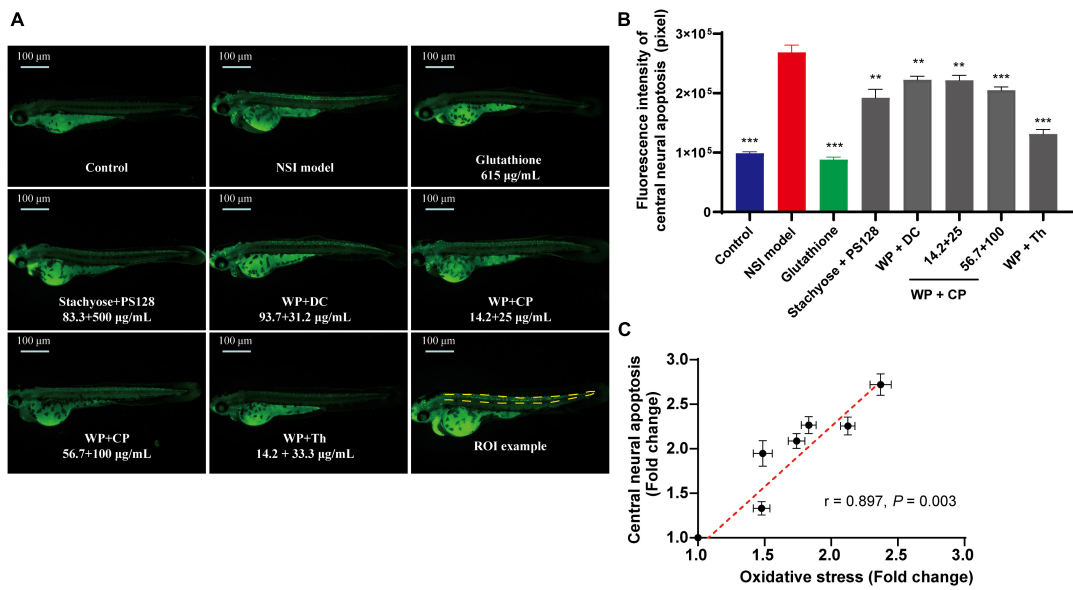 A
100 μm
100 μm
100 μm
Control
NSI model
Glutathione
615 μg/mL
100 μm
100 μm
100 μm
Stachyose+PS128
83.3+500 μg/mL
WP+DC
93.7+31.2 μg/mL
WP+CP
14.2+25 μg/mL
100 μm
100 μm
100 μm
WP+CP
56.7+100 μg/mL
WP+Th
14.2 + 33.3 μg/mL
ROI example
B
Fluorescence intensity of
central neural apoptosis (pixel)
3×10⁵
2×10⁵
1×10⁵
0
***
***
**
**
**
***
***
Control
NSI model
Glutathione
Stachyose + PS128
WP + DC
14.2+25
56.7+100
WP + Th
WP + CP
C
Central neural apoptosis
(Fold change)
3.0
2.5
2.0
1.5
1.0
r = 0.897, P = 0.003
1.0 1.5 2.0 2.5 3.0
Oxidative stress (Fold change)